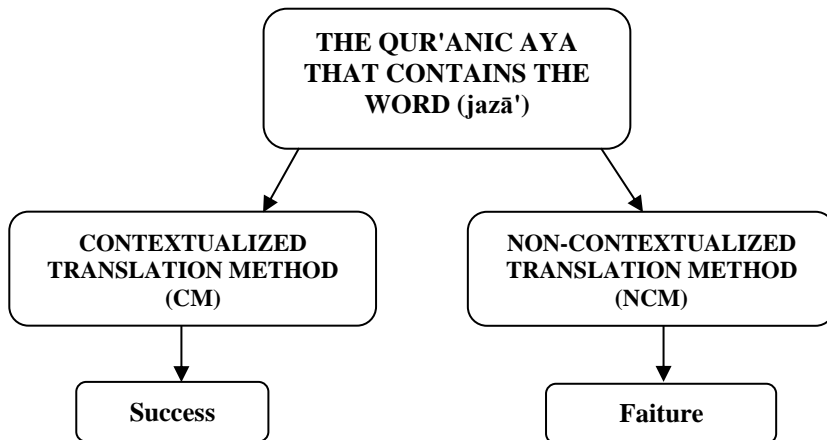 THE QUR'ANIC AYA
THAT CONTAINS THE
WORD (jazā')
CONTEXTUALIZED
TRANSLATION METHOD
(CM)
NON-CONTEXTUALIZED
TRANSLATION METHOD
(NCM)
Success
Faiture